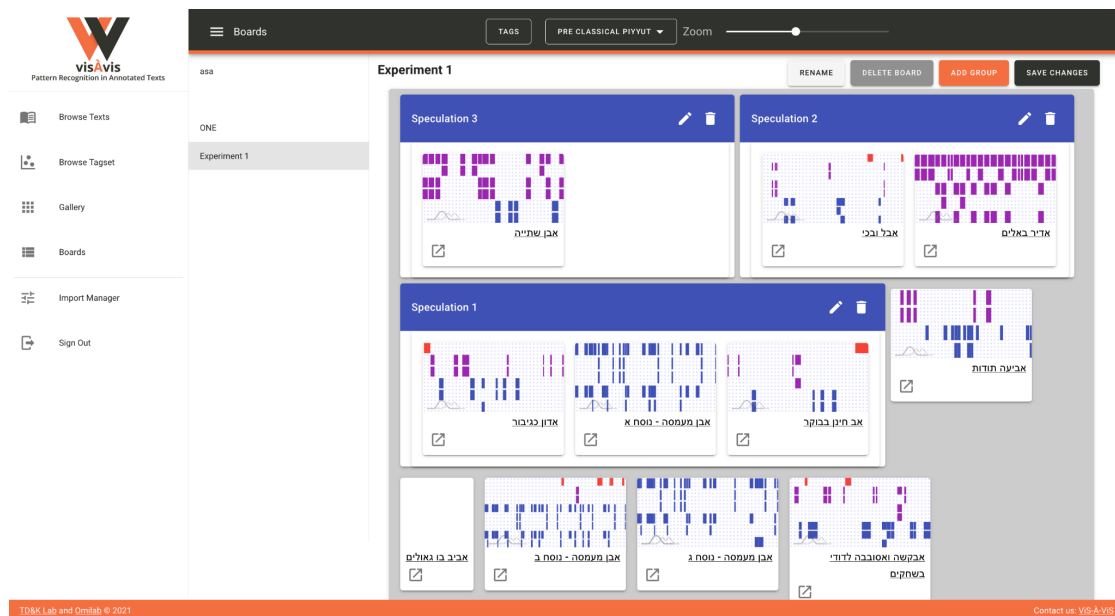 visÀvis
Pattern Recognition in Annotated Texts
Browse Texts
Browse Tagset
Gallery
Boards
Import Manager
Sign Out
Boards
TAGS
PRE CLASSICAL PIYYUT
Zoom
asa
ONE
Experiment 1
Experiment 1
RENAME
DELETE BOARD
ADD GROUP
SAVE CHANGES
Speculation 3
אבן שתייה
Speculation 2
אבל ובכי
אדיר באלים
Speculation 1
אדון כגיבור
אבן מעמסה - נוסח א
אב חינן בבוקר
אביעה תודות
אביב בו גאולים
אבן מעמסה - נוסח ב
אבן מעמסה - נוסח ג
אבקשה ואסובבה לדודי
בשחקים
TD&K Lab and Omilab © 2021
Contact us: ViS-À-ViS